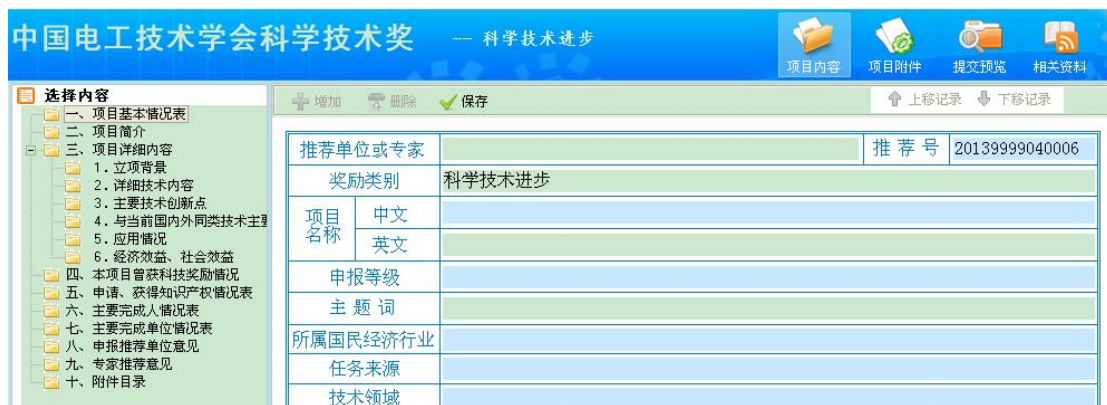 中国电工技术学会科学技术奖 -- 科学技术进步
项目内容 项目附件 提交预览 相关资料
选择内容
一、项目基本情况表
二、项目简介
三、项目详细内容
1．立项背景
2．详细技术内容
3．主要技术创新点
4．与当前国内外同类技术主要
5．应用情况
6．经济效益、社会效益
四、本项目曾获科技奖励情况
五、申请、获得知识产权情况表
六、主要完成人情况表
七、主要完成单位情况表
八、申报推荐单位意见
九、专家推荐意见
十、附件目录
增加 删除 保存 上移记录 下移记录
推荐单位或专家 推荐号 20139999040006
奖励类别 科学技术进步
项目名称 中文
英文
申报等级
主题词
所属国民经济行业
任务来源
技术领域